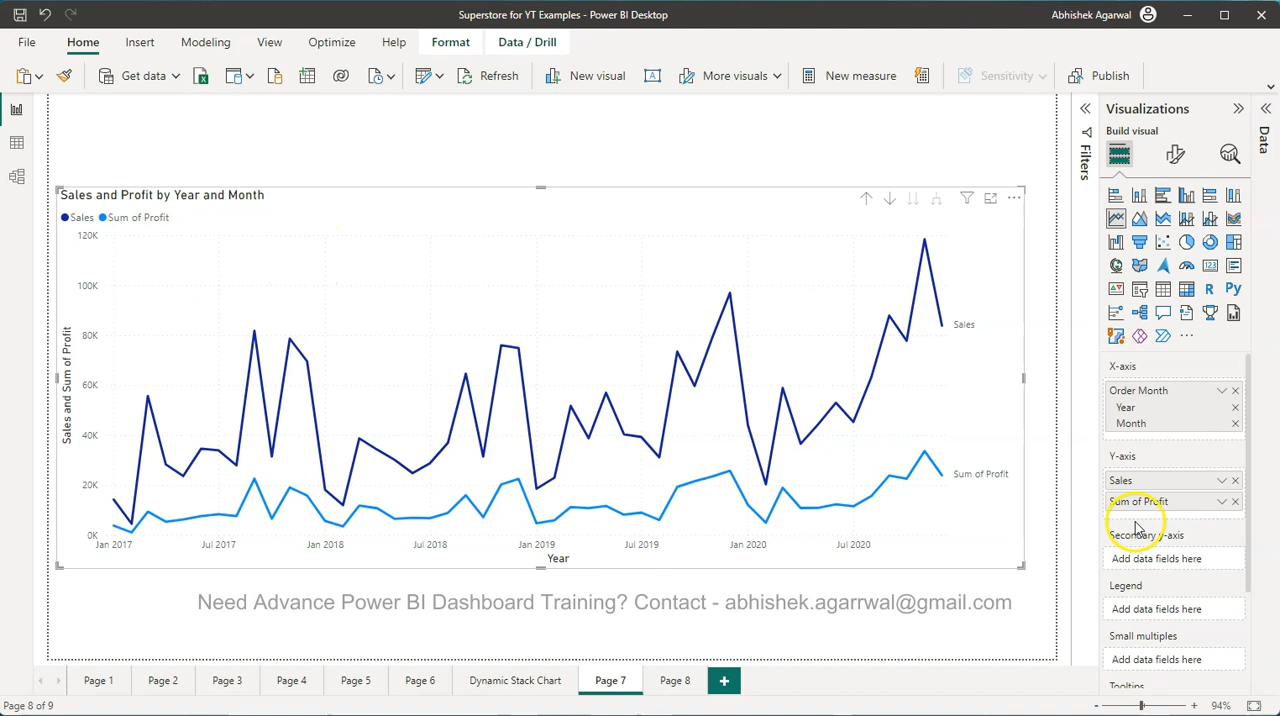 Superstore for YT Examples - Power BI Desktop
Abhishek Agarwal
File
Home
Insert
Modeling
View
Optimize
Help
Format
Data / Drill
Get data
Refresh
New visual
More visuals
New measure
Sensitivity
Publish
Sales and Profit by Year and Month
Sales Sum of Profit
120K
100K
80K
60K
40K
20K
0K
Sales and Sum of Profit
Sales
Sum of Profit
Jan 2017
Jul 2017
Jan 2018
Jul 2018
Jan 2019
Jul 2019
Jan 2020
Jul 2020
Year
Need Advance Power BI Dashboard Training? Contact - abhishek.agarrwal@gmail.com
Filters
Visualizations
Build visual
123
R
Py
X-axis
Order Month
Year
Month
Y-axis
Sales
Sum of Profit
Secondary y-axis
Add data fields here
Legend
Add data fields here
Small multiples
Add data fields here
Tooltips
Data
Page 1
Page 2
Page 3
Page 4
Page 5
Page 6
Dynamic Stack Chart
Page 7
Page 8
Page 8 of 9
94%